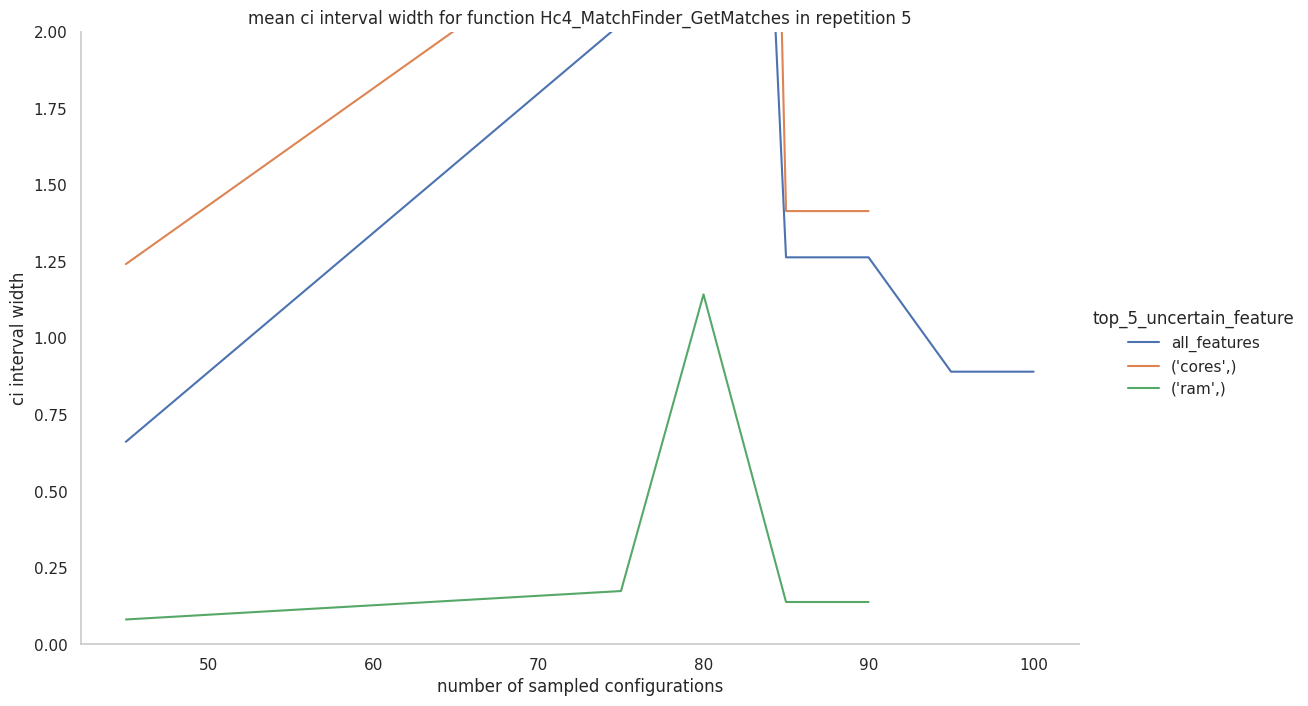 mean ci interval width for function Hc4_MatchFinder_GetMatches in repetition 5
2.00
1.75
1.50
1.25
1.00
0.75
0.50
0.25
0.00
ci interval width
50 60 70 80 90 100
number of sampled configurations
top_5_uncertain_feature
all_features
('cores',)
('ram',)